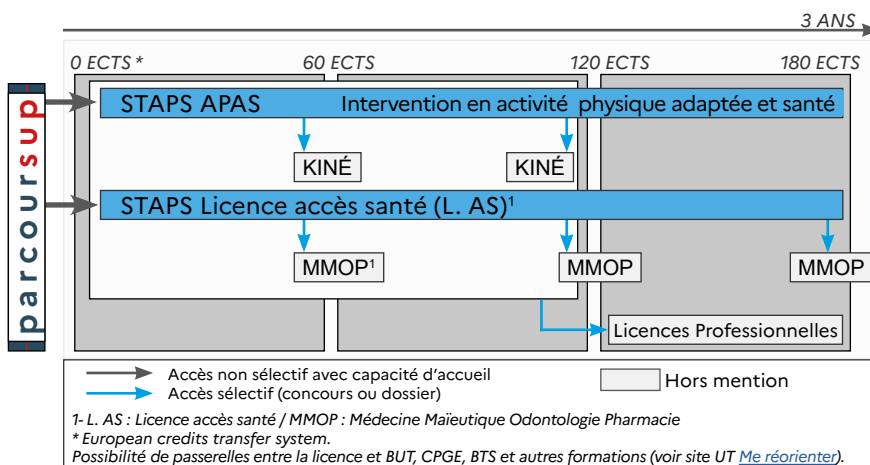 3 ANS
0 ECTS * 60 ECTS 120 ECTS 180 ECTS
parcoursup
STAPS APAS Intervention en activité physique adaptée et santé
KINÉ KINÉ
STAPS Licence accès santé (L. AS)¹
MMOP¹ MMOP MMOP
Licences Professionnelles
Accès non sélectif avec capacité d'accueil
Accès sélectif (concours ou dossier)
Hors mention
1- L. AS : Licence accès santé / MMOP : Médecine Maïeutique Odontologie Pharmacie
* European credits transfer system.
Possibilité de passerelles entre la licence et BUT, CPGE, BTS et autres formations (voir site UT Me réorienter).